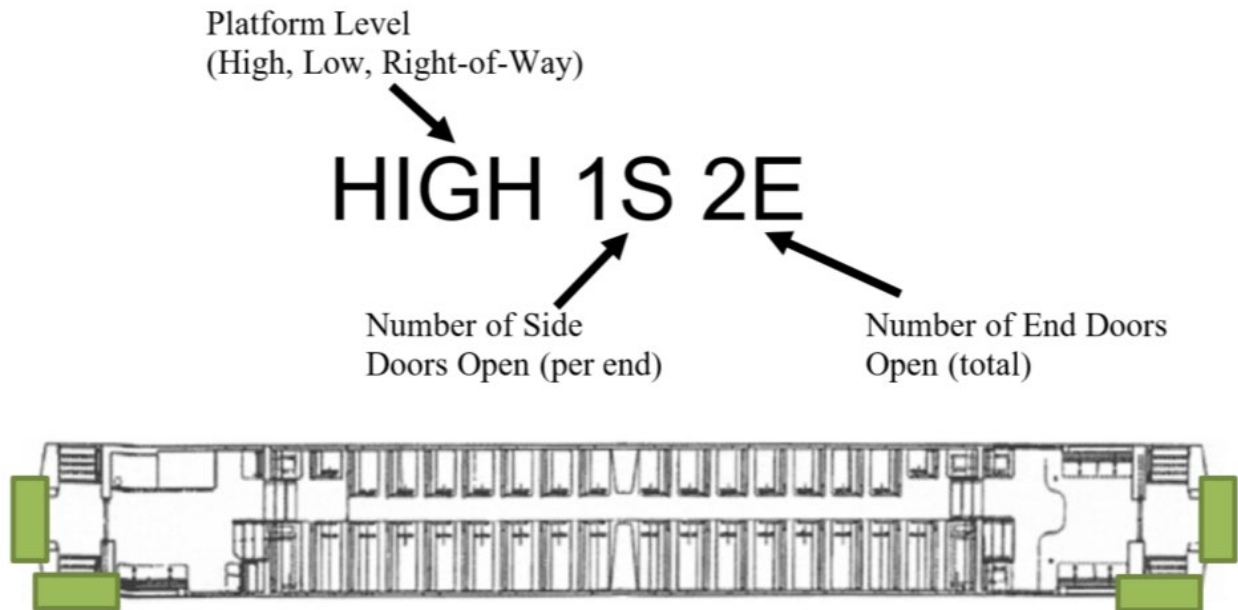 Platform Level
(High, Low, Right-of-Way)
HIGH 1S 2E
Number of Side
Doors Open (per end)
Number of End Doors
Open (total)